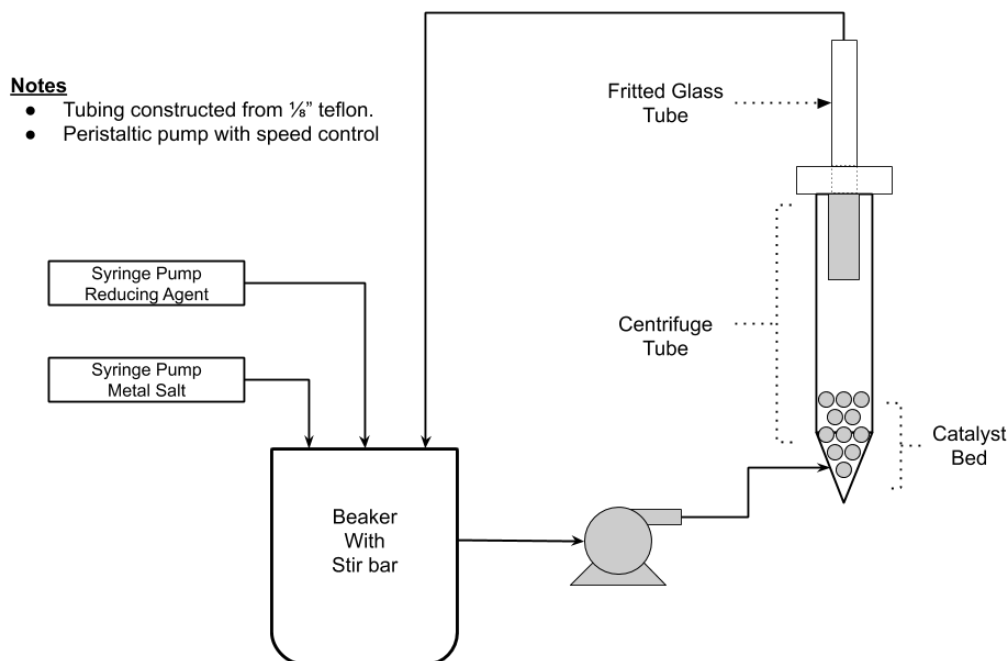 Notes
● Tubing constructed from ⅛” teflon.
● Peristaltic pump with speed control
Fritted Glass
Tube
Syringe Pump
Reducing Agent
Centrifuge
Tube
Syringe Pump
Metal Salt
Catalyst
Bed
Beaker
With
Stir bar